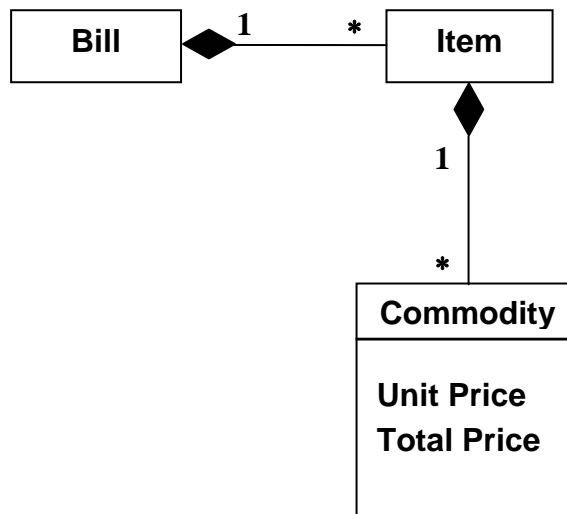 Bill
1
*
Item
1
*
Commodity
Unit Price
Total Price